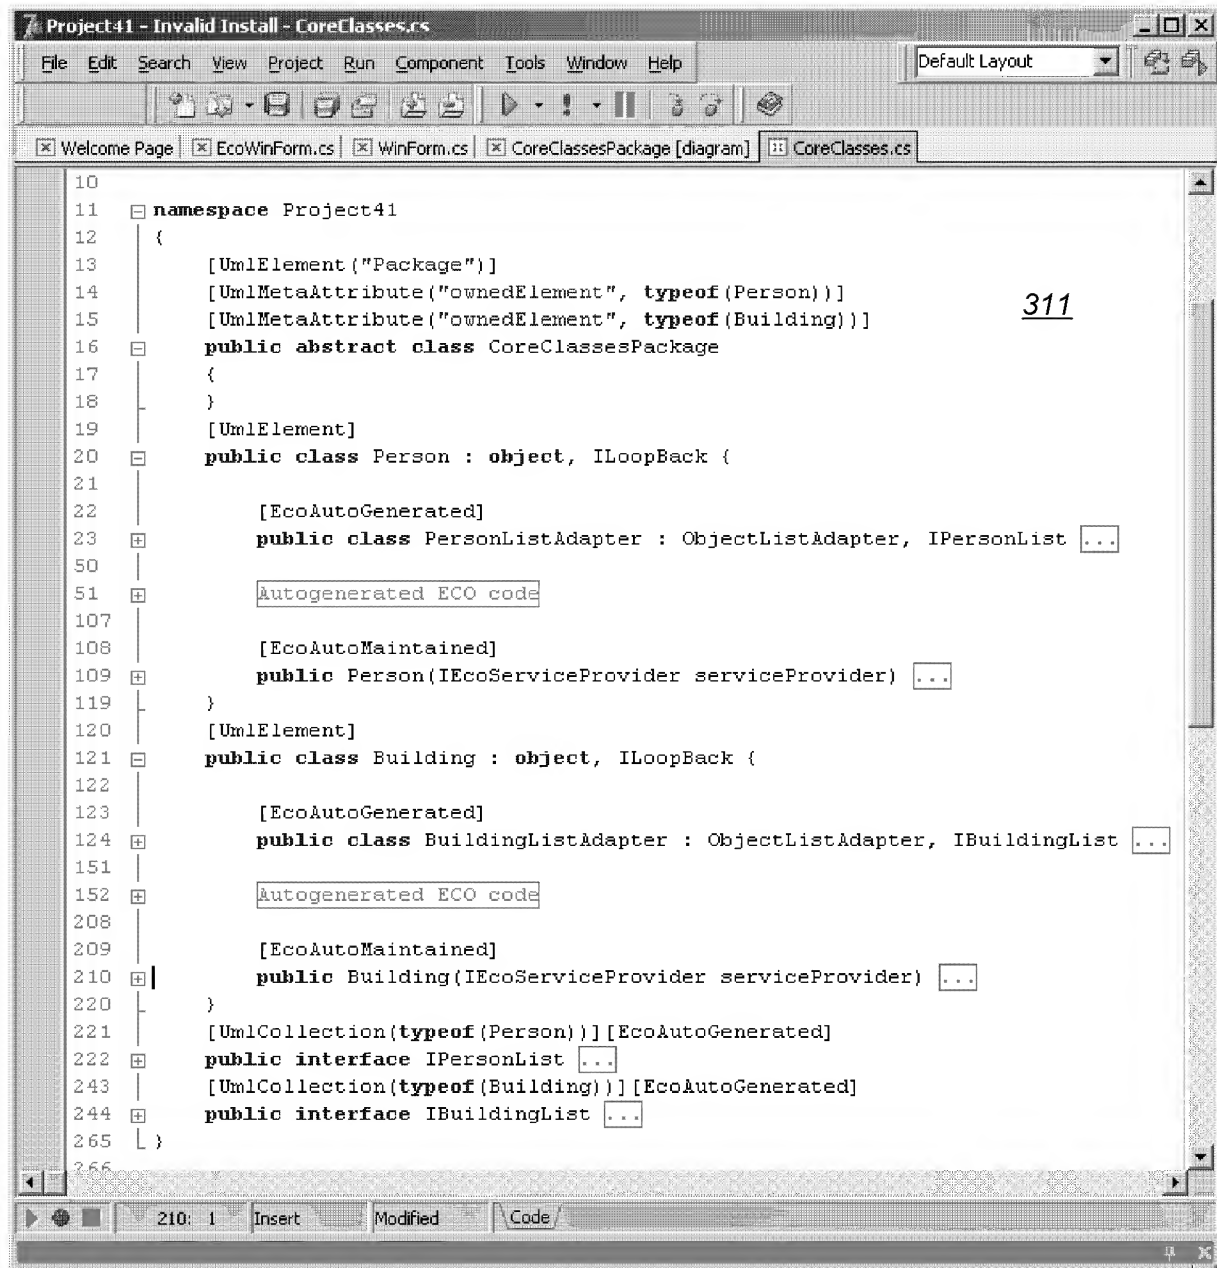 Project41 - Invalid Install - CoreClasses.cs
File Edit Search View Project Run Component Tools Window Help Default Layout
Welcome Page EcoWinForm.cs WinForm.cs CoreClassesPackage [diagram] CoreClasses.cs
10
11 namespace Project41
12 {
13 [UmlElement("Package")]
14 [UmlMetaAttribute("ownedElement", typeof(Person))]
15 [UmlMetaAttribute("ownedElement", typeof(Building))]
311
16 public abstract class CoreClassesPackage
17 {
18 }
19 [UmlElement]
20 public class Person : object, ILoopBack {
21
22 [EcoAutoGenerated]
23 public class PersonListAdapter : ObjectListAdapter, IPersonList ...
50
51 Autogenerated ECO code
107
108 [EcoAutoMaintained]
109 public Person(IEcoServiceProvider serviceProvider) ...
119 }
120 [UmlElement]
121 public class Building : object, ILoopBack {
122
123 [EcoAutoGenerated]
124 public class BuildingListAdapter : ObjectListAdapter, IBuildingList ...
151
152 Autogenerated ECO code
208
209 [EcoAutoMaintained]
210 public Building(IEcoServiceProvider serviceProvider) ...
220 }
221 [UmlCollection(typeof(Person))][EcoAutoGenerated]
222 public interface IPersonList ...
243 [UmlCollection(typeof(Building))][EcoAutoGenerated]
244 public interface IBuildingList ...
265 }
266
210: 1 Insert Modified Code